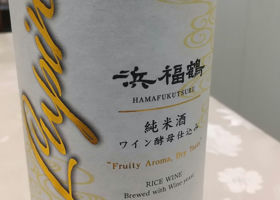 浜福鶴
HAMAFUKUTSURU
純米酒
ワイン酵母仕込み
"Fruity Aroma, Dry Taste"
RICE WINE
Brewed with Wine yeast